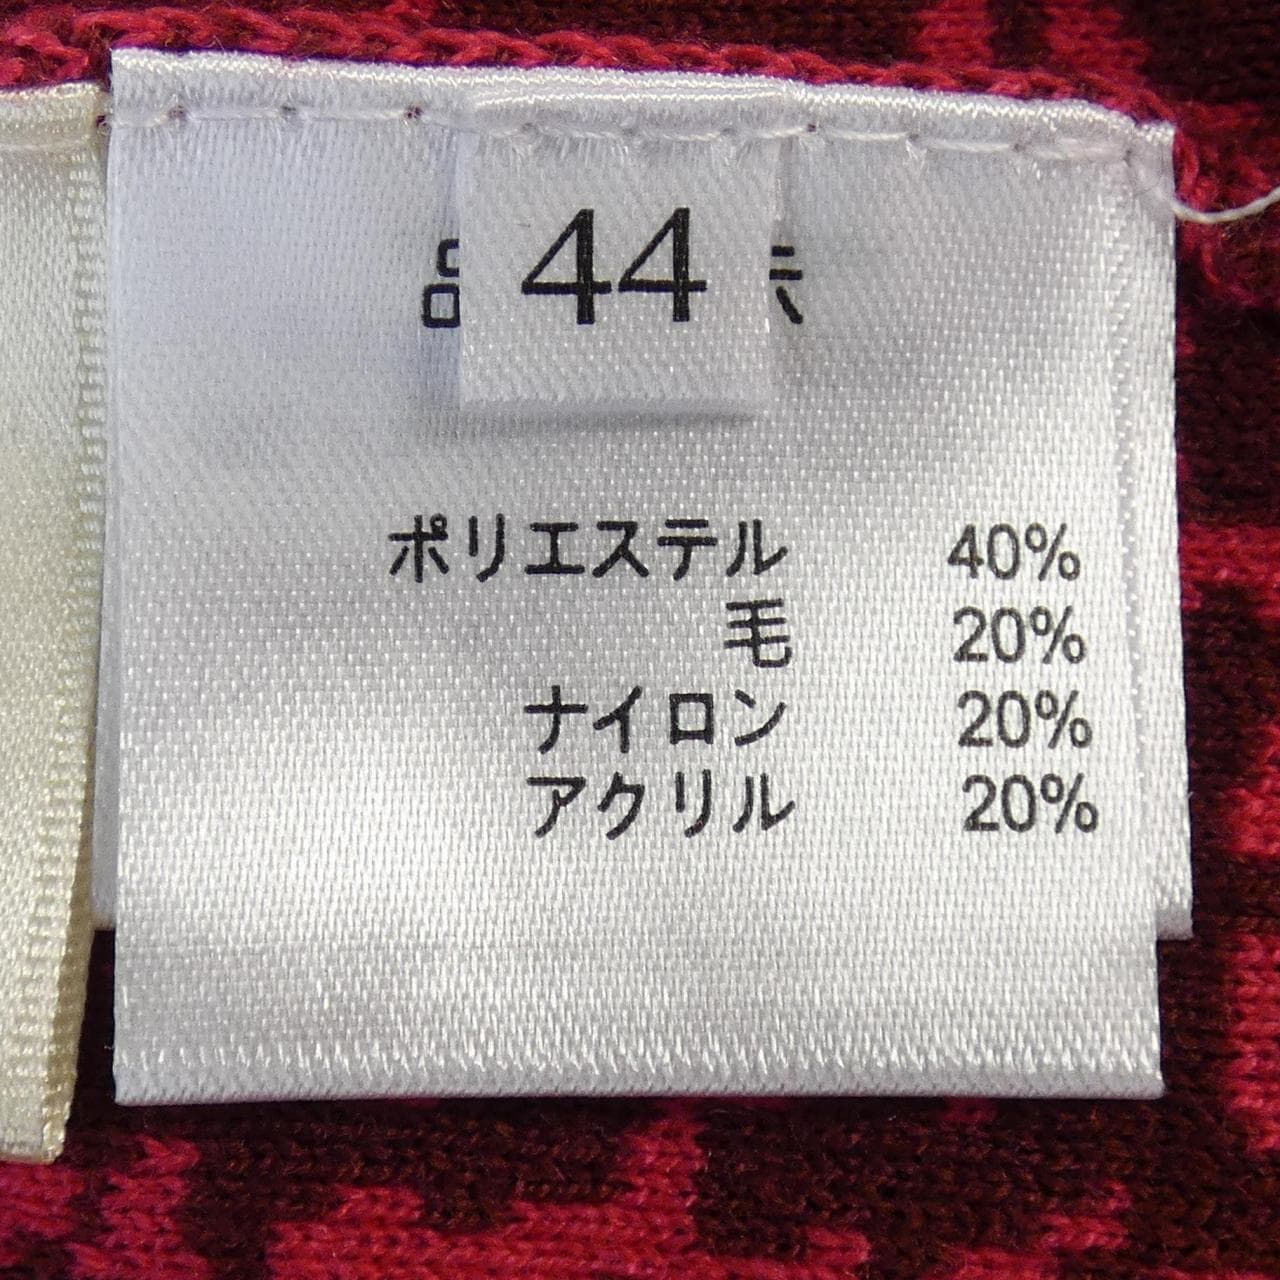 44
ポリエステル 40%
毛 20%
ナイロン 20%
アクリル 20%